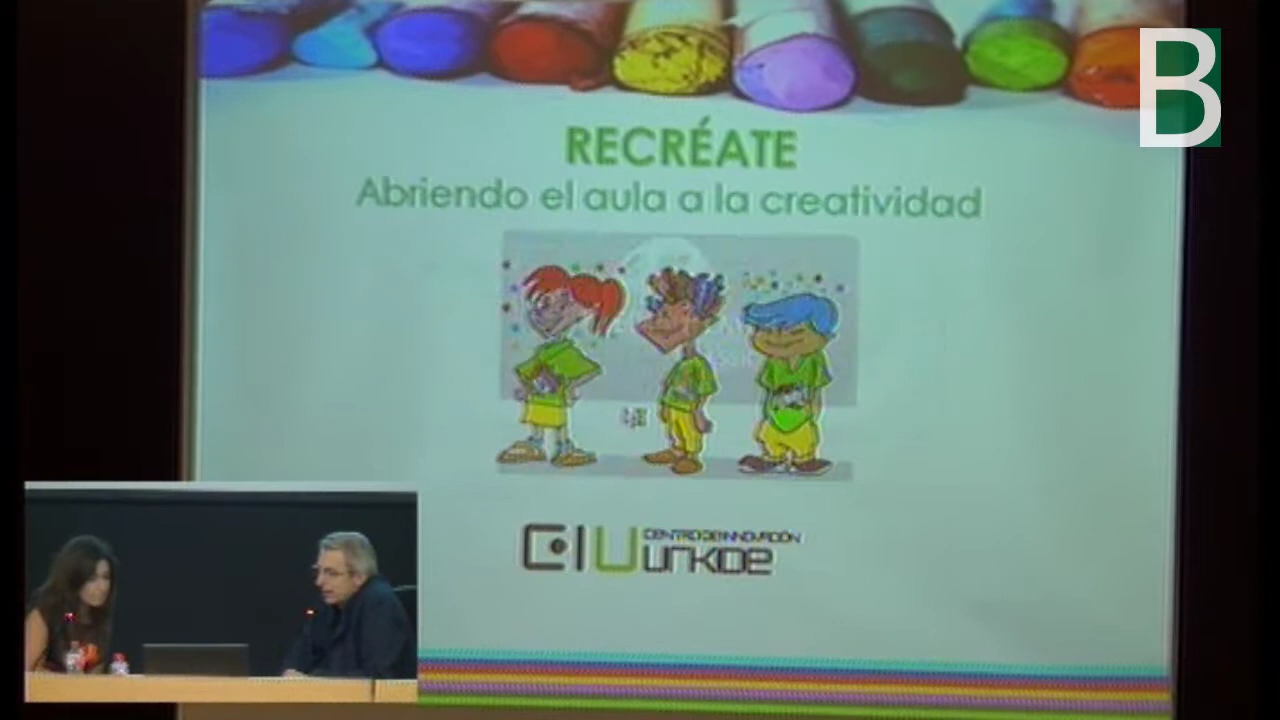 B
RECRÉATE
Abriendo el aula a la creatividad
CIU
CENTRO DE INNOVACIÓN
URKIDE